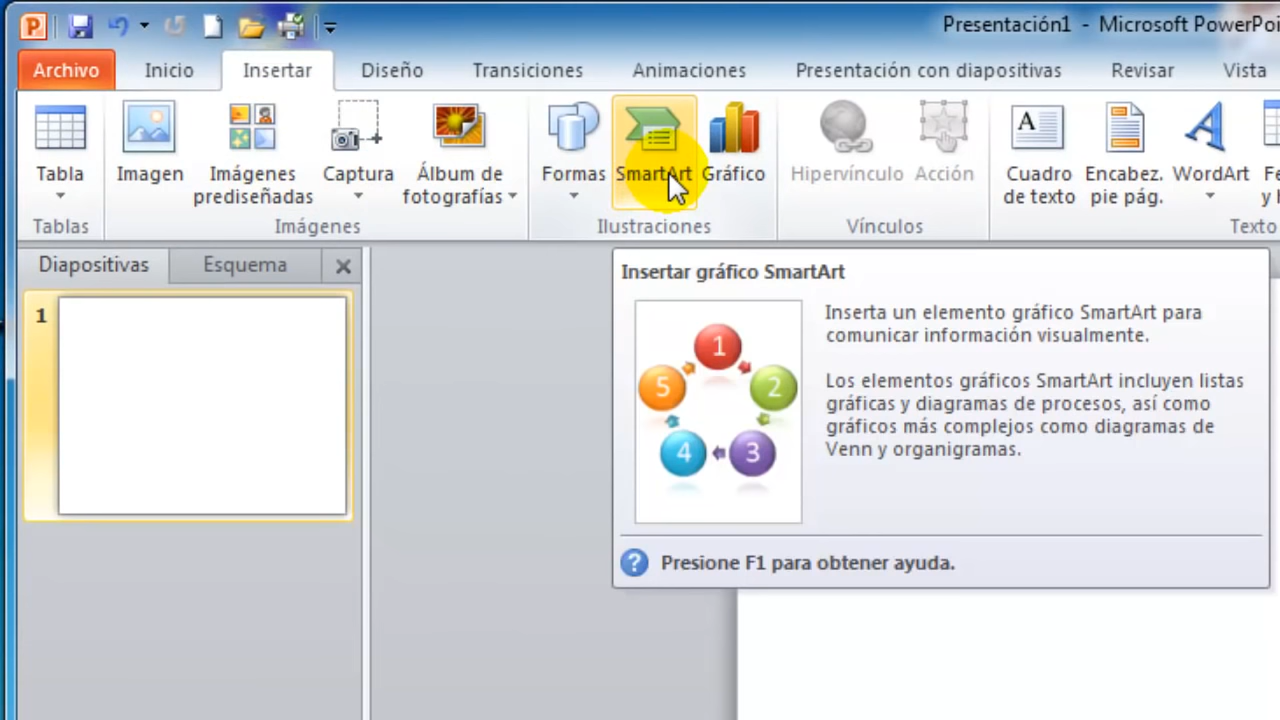 Presentación1 - Microsoft
Archivo Inicio Insertar Diseño Transiciones Animaciones Presentación con diapositivas Revisar Vista
Tabla Imagen Imágenes prediseñadas Captura Álbum de fotografías Formas SmartArt Gráfico Hipervínculo Acción Cuadro de texto Encabez. pie pág. WordArt
Tablas Imágenes Ilustraciones Vínculos Texto
Diapositivas Esquema
1
Insertar gráfico SmartArt
Inserta un elemento gráfico SmartArt para
comunicar información visualmente.
Los elementos gráficos SmartArt incluyen listas
gráficas y diagramas de procesos, así como
gráficos más complejos como diagramas de
Venn y organigramas.
1
5 2
4 3
Presione F1 para obtener ayuda.